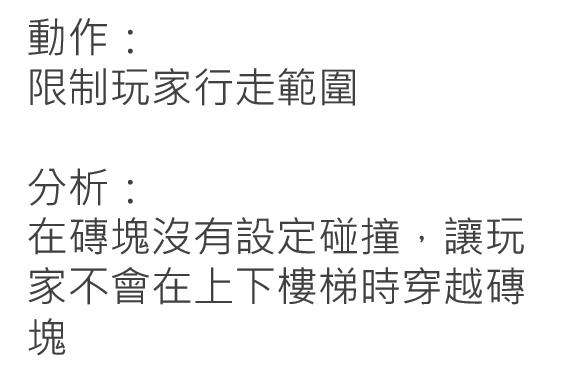 動作：
限制玩家行走範圍
分析：
在磚塊沒有設定碰撞，讓玩
家不會在上下樓梯時穿越磚
塊